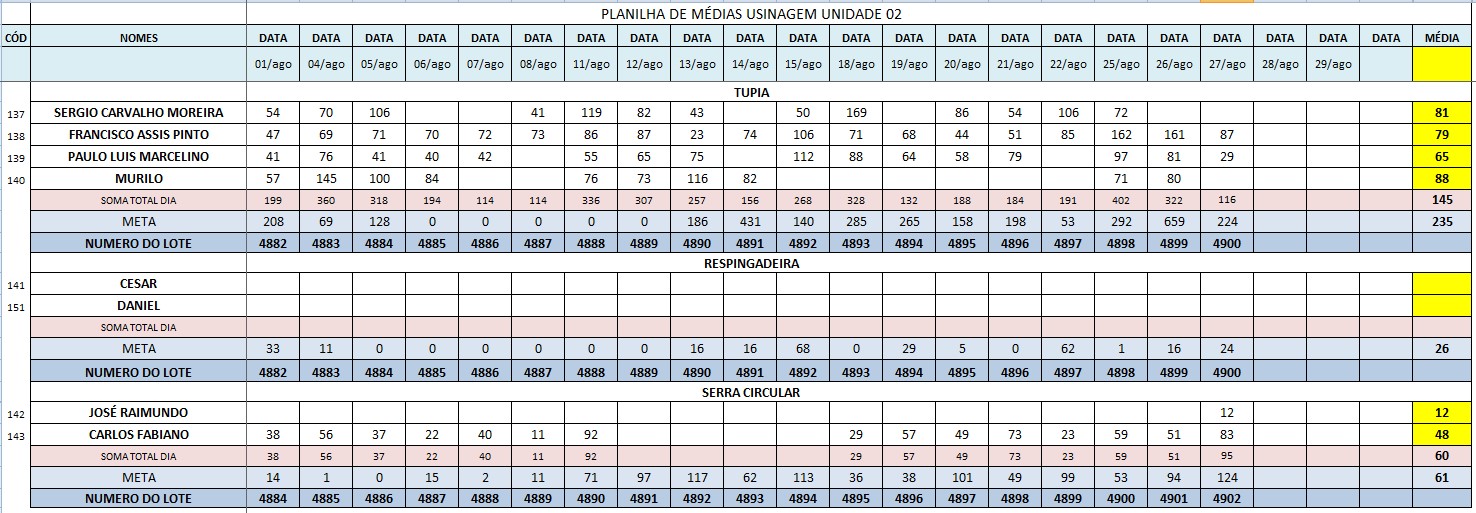 PLANILHA DE MÉDIAS USINAGEM UNIDADE 02
CÓD NOMES DATA DATA DATA DATA DATA DATA DATA DATA DATA DATA DATA DATA DATA DATA DATA DATA DATA DATA DATA DATA DATA DATA MÉDIA
01/ago 04/ago 05/ago 06/ago 07/ago 08/ago 11/ago 12/ago 13/ago 14/ago 15/ago 18/ago 19/ago 20/ago 21/ago 22/ago 25/ago 26/ago 27/ago 28/ago 29/ago
TUPIA
137 SERGIO CARVALHO MOREIRA 54 70 106 41 119 82 43 50 169 86 54 106 72 81
138 FRANCISCO ASSIS PINTO 47 69 71 70 72 73 86 87 23 74 106 71 68 44 51 85 162 161 87 79
139 PAULO LUIS MARCELINO 41 76 41 40 42 55 65 75 112 88 64 58 79 97 81 29 65
140 MURILO 57 145 100 84 76 73 116 82 71 80 88
SOMA TOTAL DIA 199 360 318 194 114 114 336 307 257 156 268 328 132 188 184 191 402 322 116 145
META 208 69 128 0 0 0 0 0 186 431 140 285 265 158 198 53 292 659 224 235
NUMERO DO LOTE 4882 4883 4884 4885 4886 4887 4888 4889 4890 4891 4892 4893 4894 4895 4896 4897 4898 4899 4900
RESPINGADEIRA
141 CESAR
151 DANIEL
SOMA TOTAL DIA
META 33 11 0 0 0 0 0 0 16 16 68 0 29 5 0 62 1 16 24 26
NUMERO DO LOTE 4882 4883 4884 4885 4886 4887 4888 4889 4890 4891 4892 4893 4894 4895 4896 4897 4898 4899 4900
SERRA CIRCULAR
142 JOSÉ RAIMUNDO 12 12
143 CARLOS FABIANO 38 56 37 22 40 11 92 29 57 49 73 23 59 51 83 48
SOMA TOTAL DIA 38 56 37 22 40 11 92 29 57 49 73 23 59 51 95 60
META 14 1 0 15 2 11 71 97 117 62 113 36 38 101 49 99 53 94 124 61
NUMERO DO LOTE 4884 4885 4886 4887 4888 4889 4890 4891 4892 4893 4894 4895 4896 4897 4898 4899 4900 4901 4902